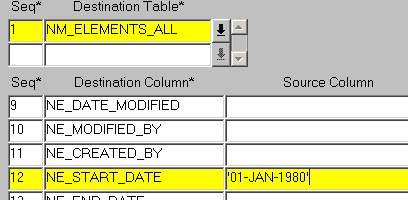 Seq* Destination Table*
1 NM_ELEMENTS_ALL
Seq* Destination Column* Source Column
9 NE_DATE_MODIFIED
10 NE_MODIFIED_BY
11 NE_CREATED_BY
12 NE_START_DATE '01-JAN-1980'
NE_END_DATE